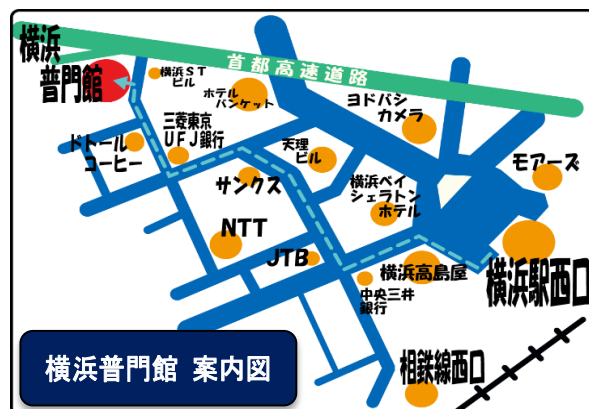 首都高速道路
横浜
普門館
横浜ST
ビル
ホテル
バンケット
ヨドバシ
カメラ
ドトール
コーヒー
三菱東京
UFJ銀行
天理
ビル
モアーズ
サンクス
横浜ベイ
シェラトン
ホテル
NTT
JTB
横浜高島屋
横浜駅西口
中央三井
銀行
相鉄線西口
横浜普門館 案内図